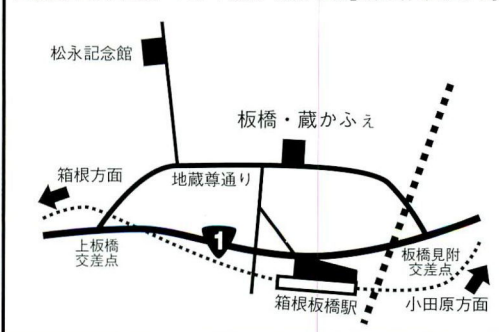 松永記念館
板橋・蔵かふぇ
箱根方面
地蔵尊通り
1
上板橋
交差点
板橋見附
交差点
箱根板橋駅
小田原方面